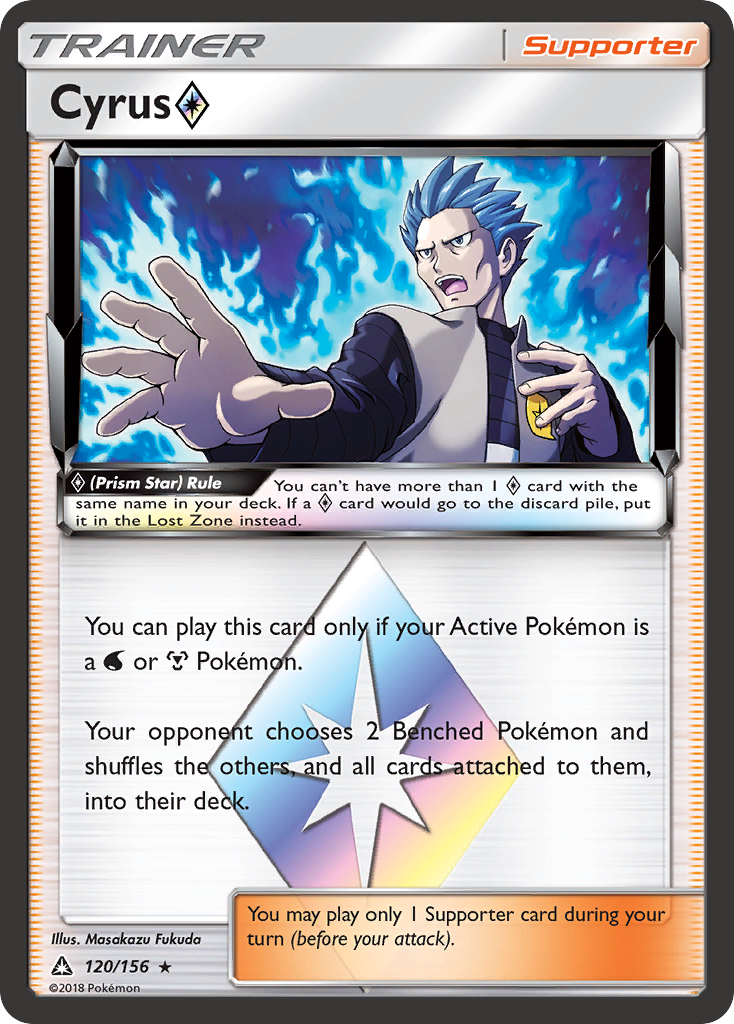 TRAINER
Supporter
Cyrus
(Prism Star) Rule
You can't have more than 1 card with the
same name in your deck. If a card would go to the discard pile, put
it in the Lost Zone instead.
You can play this card only if your Active Pokémon is
a or Pokémon.
Your opponent chooses 2 Benched Pokémon and
shuffles the others, and all cards attached to them,
into their deck.
You may play only 1 Supporter card during your
turn (before your attack).
Illus. Masakazu Fukuda
120/156 ★
©2018 Pokémon